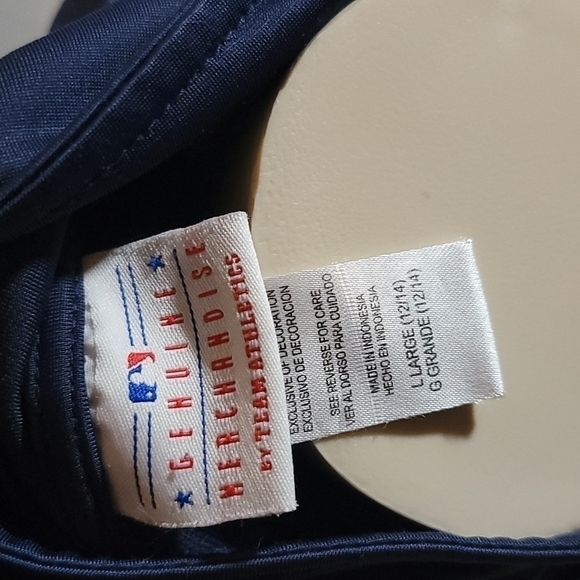 GENUINE
MERCHANDISE
BY TEAM ATHLETICS
EXCLUSIVE OF DECORATION
EXCLUSIVO DE DECORACION
SEE REVERSE FOR CARE
VER AL DORSO PARA CUIDADO
MADE IN INDONESIA
HECHO EN INDONESIA
L LARGE (12/14),
G GRANDE (12/14)